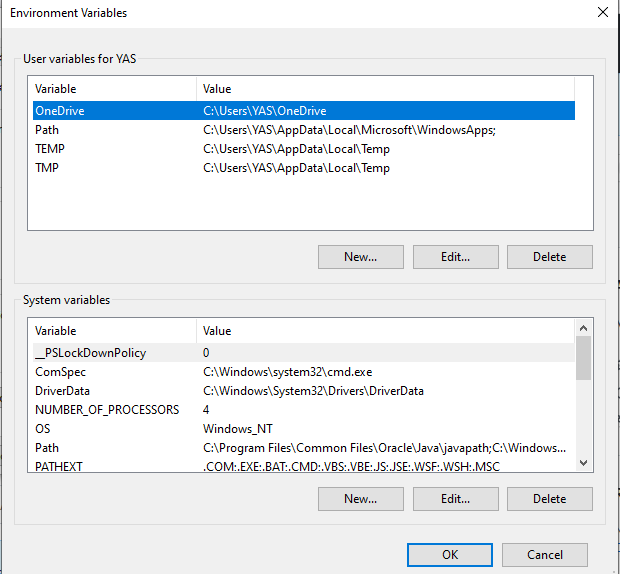 Environment Variables
User variables for YAS
Variable Value
OneDrive C:\Users\YAS\OneDrive
Path C:\Users\YAS\AppData\Local\Microsoft\WindowsApps;
TEMP C:\Users\YAS\AppData\Local\Temp
TMP C:\Users\YAS\AppData\Local\Temp
New... Edit... Delete
System variables
Variable Value
__PSLockDownPolicy 0
ComSpec C:\Windows\system32\cmd.exe
DriverData C:\Windows\System32\Drivers\DriverData
NUMBER_OF_PROCESSORS 4
OS Windows_NT
Path C:\Program Files\Common Files\Oracle\Java\javapath;C:\Windows...
PATHEXT .COM;.EXE;.BAT;.CMD;.VBS;.VBE;.JS;.JSE;.WSF;.WSH;.MSC
New... Edit... Delete
OK Cancel